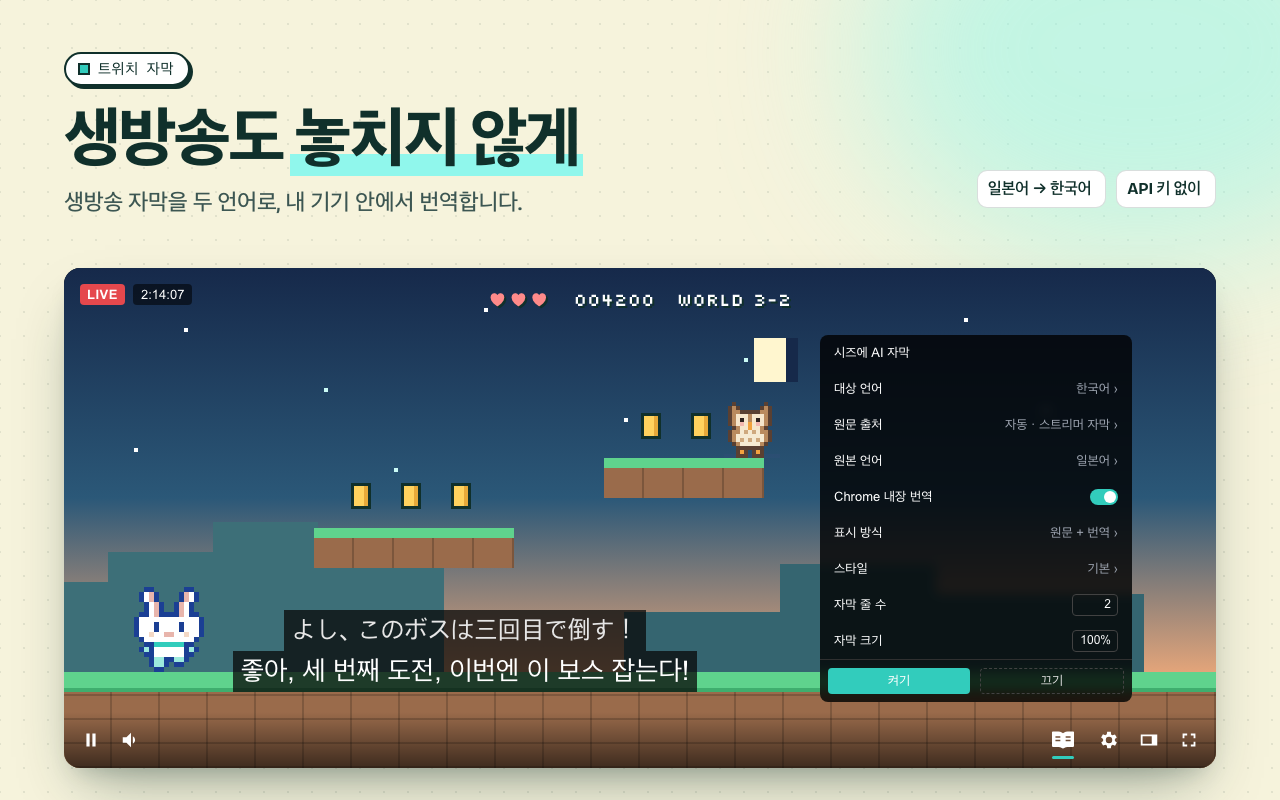 트위치 자막
생방송도 놓치지 않게
생방송 자막을 두 언어로, 내 기기 안에서 번역합니다.
일본어 → 한국어
API 키 없이
LIVE
2:14:07
004200
WORLD 3-2
시즈에 AI 자막
대상 언어 한국어 ›
원문 출처 자동 · 스트리머 자막 ›
원본 언어 일본어 ›
Chrome 내장 번역
표시 방식 원문 + 번역 ›
스타일 기본 ›
자막 줄 수 2
자막 크기 100%
켜기 끄기
よし、このボスは三回目で倒す！
좋아, 세 번째 도전, 이번엔 이 보스 잡는다!